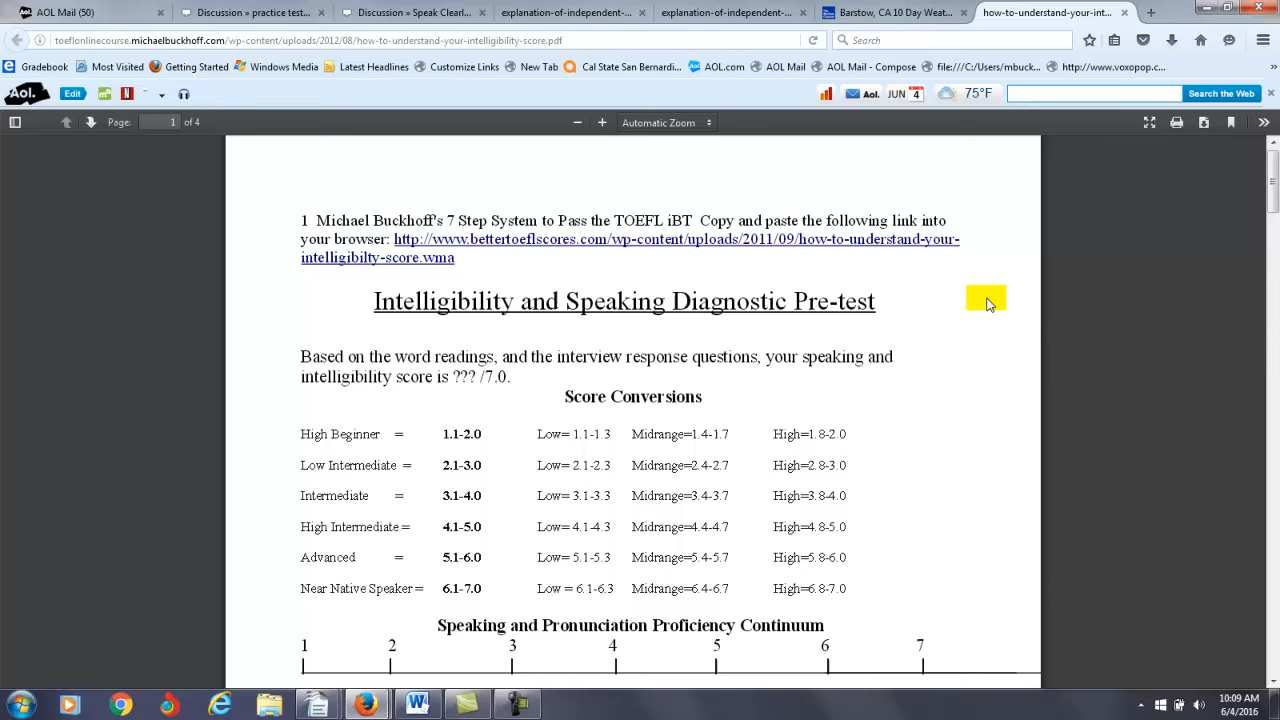 AOL Mail (50)
Discussion » practice test...
Discussion » Speak Clearl...
explanation-of-independent-...
explanation-of-independent-...
Barstow, CA 10 Day Weat...
how-to-understand-your-int...
toeflonlinecourse.michaelbuckhoff.com/wp-content/uploads/2012/08/how-to-understand-your-intelligibility-score.pdf
Search
Gradebook
Most Visited
Getting Started
Windows Media
Latest Headlines
Customize Links
New Tab
Cal State San Bernardi...
AOL.com
AOL Mail
AOL Mail - Compose
file:///C:/Users/mbuck...
http://www.voxopop.c...
Aol.
Edit
Aol.
JUN 4
75°F
Search the Web
Page: 1 of 4
Automatic Zoom
1 Michael Buckhoff's 7 Step System to Pass the TOEFL iBT Copy and paste the following link into
your browser: http://www.bettertoeflscores.com/wp-content/uploads/2011/09/how-to-understand-your-
intelligibilty-score.wma
Intelligibility and Speaking Diagnostic Pre-test
Based on the word readings, and the interview response questions, your speaking and
intelligibility score is ??? /7.0.
Score Conversions
High Beginner = 1.1-2.0 Low= 1.1-1.3 Midrange=1.4-1.7 High=1.8-2.0
Low Intermediate = 2.1-3.0 Low= 2.1-2.3 Midrange=2.4-2.7 High=2.8-3.0
Intermediate = 3.1-4.0 Low= 3.1-3.3 Midrange=3.4-3.7 High=3.8-4.0
High Intermediate = 4.1-5.0 Low= 4.1-4.3 Midrange=4.4-4.7 High=4.8-5.0
Advanced = 5.1-6.0 Low= 5.1-5.3 Midrange=5.4-5.7 High=5.8-6.0
Near Native Speaker = 6.1-7.0 Low = 6.1-6.3 Midrange=6.4-6.7 High=6.8-7.0
Speaking and Pronunciation Proficiency Continuum
1 2 3 4 5 6 7
10:09 AM
6/4/2016